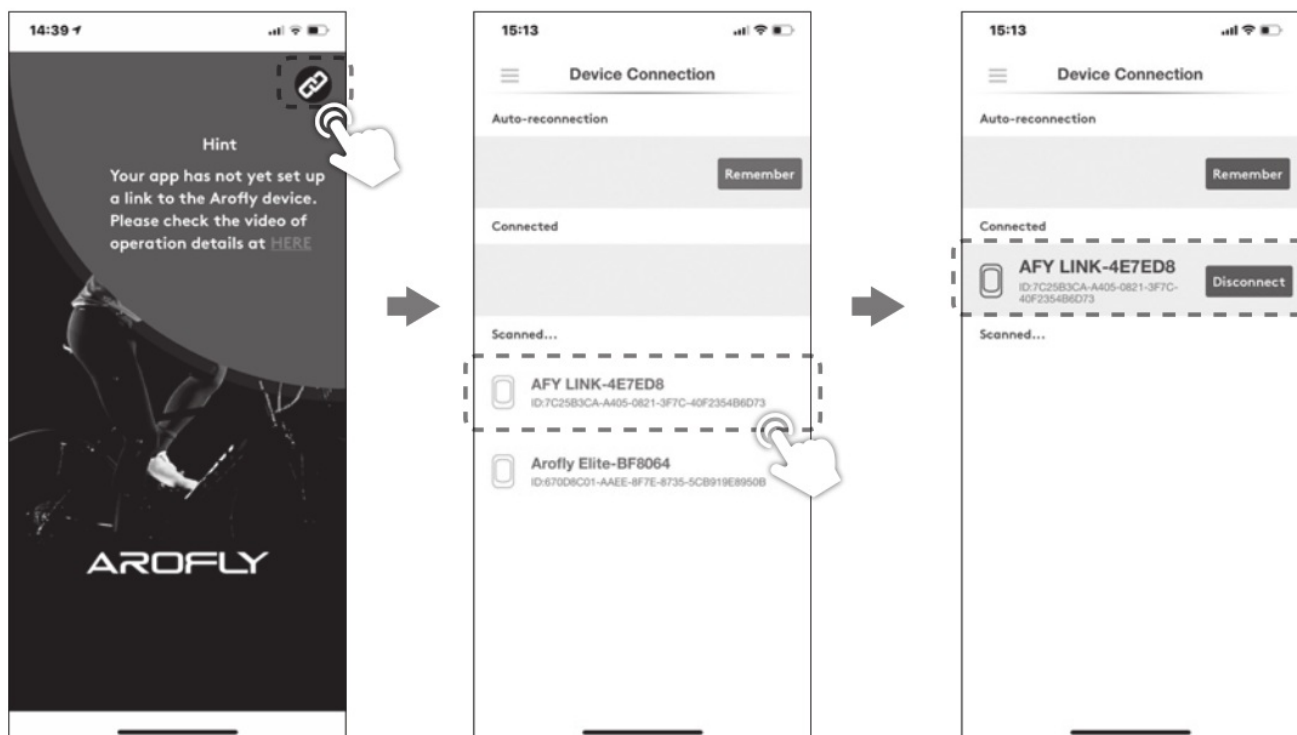 14:39
Hint
Your app has not yet set up
a link to the Arofly device.
Please check the video of
operation details at HERE
AROFLY
15:13
Device Connection
Auto-reconnection
Remember
Connected
Scanned...
AFY LINK-4E7ED8
ID:7C25B3CA-A405-0821-3F7C-40F2354B6D73
Arofly Elite-BF8064
ID:670D8C01-AAEE-8F7E-8735-5CB919E8950B
15:13
Device Connection
Auto-reconnection
Remember
Connected
AFY LINK-4E7ED8
ID:7C25B3CA-A405-0821-3F7C-
40F2354B6D73
Disconnect
Scanned...